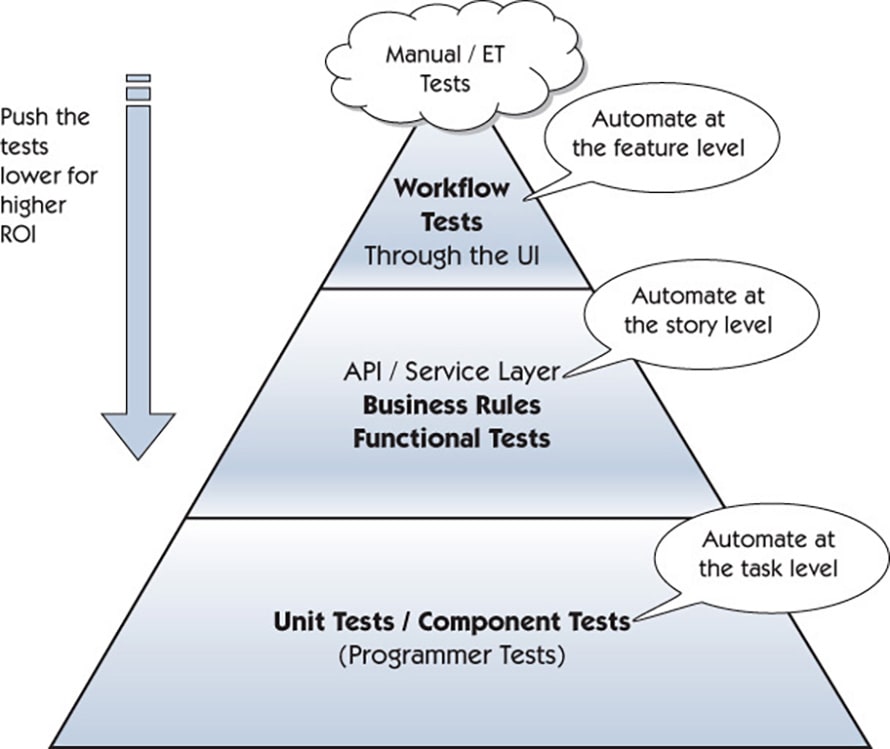 Manual / ET
Tests
Push the
tests
lower for
higher
ROI
Automate at
the feature level
Workflow
Tests
Through the UI
Automate at
the story level
API / Service Layer
Business Rules
Functional Tests
Automate at
the task level
Unit Tests / Component Tests
(Programmer Tests)